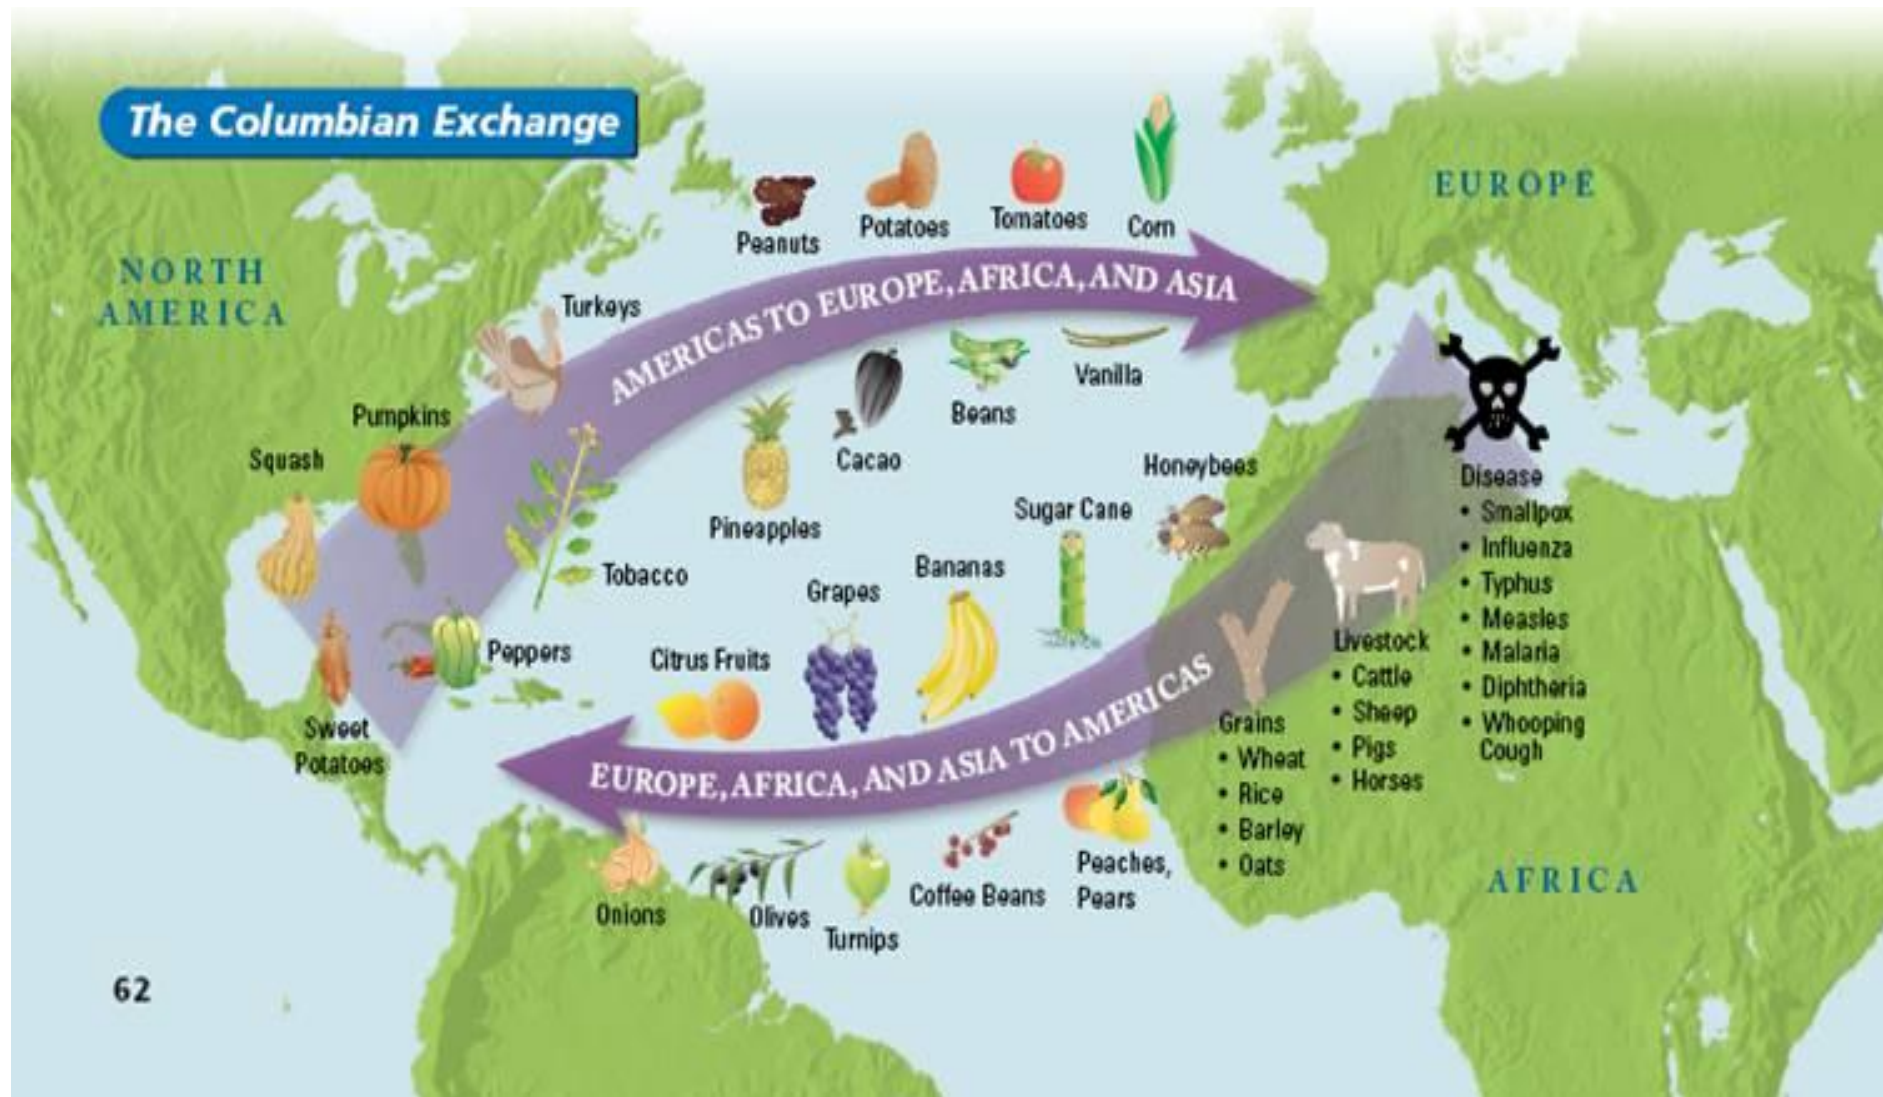 The Columbian Exchange
NORTH
AMERICA
EUROPE
Peanuts
Potatoes
Tomatoes
Corn
AMERICAS TO EUROPE, AFRICA, AND ASIA
Turkeys
Pumpkins
Squash
Tobacco
Peppers
Sweet
Potatoes
Pineapples
Cacao
Beans
Vanilla
Honeybees
Sugar Cane
Bananas
Grapes
Citrus Fruits
EUROPE, AFRICA, AND ASIA TO AMERICAS
Onions
Olives
Turnips
Coffee Beans
Peaches,
Pears
Grains
• Wheat
• Rice
• Barley
• Oats
Livestock
• Cattle
• Sheep
• Pigs
• Horses
Disease
• Smallpox
• Influenza
• Typhus
• Measles
• Malaria
• Diphtheria
• Whooping
Cough
AFRICA
62